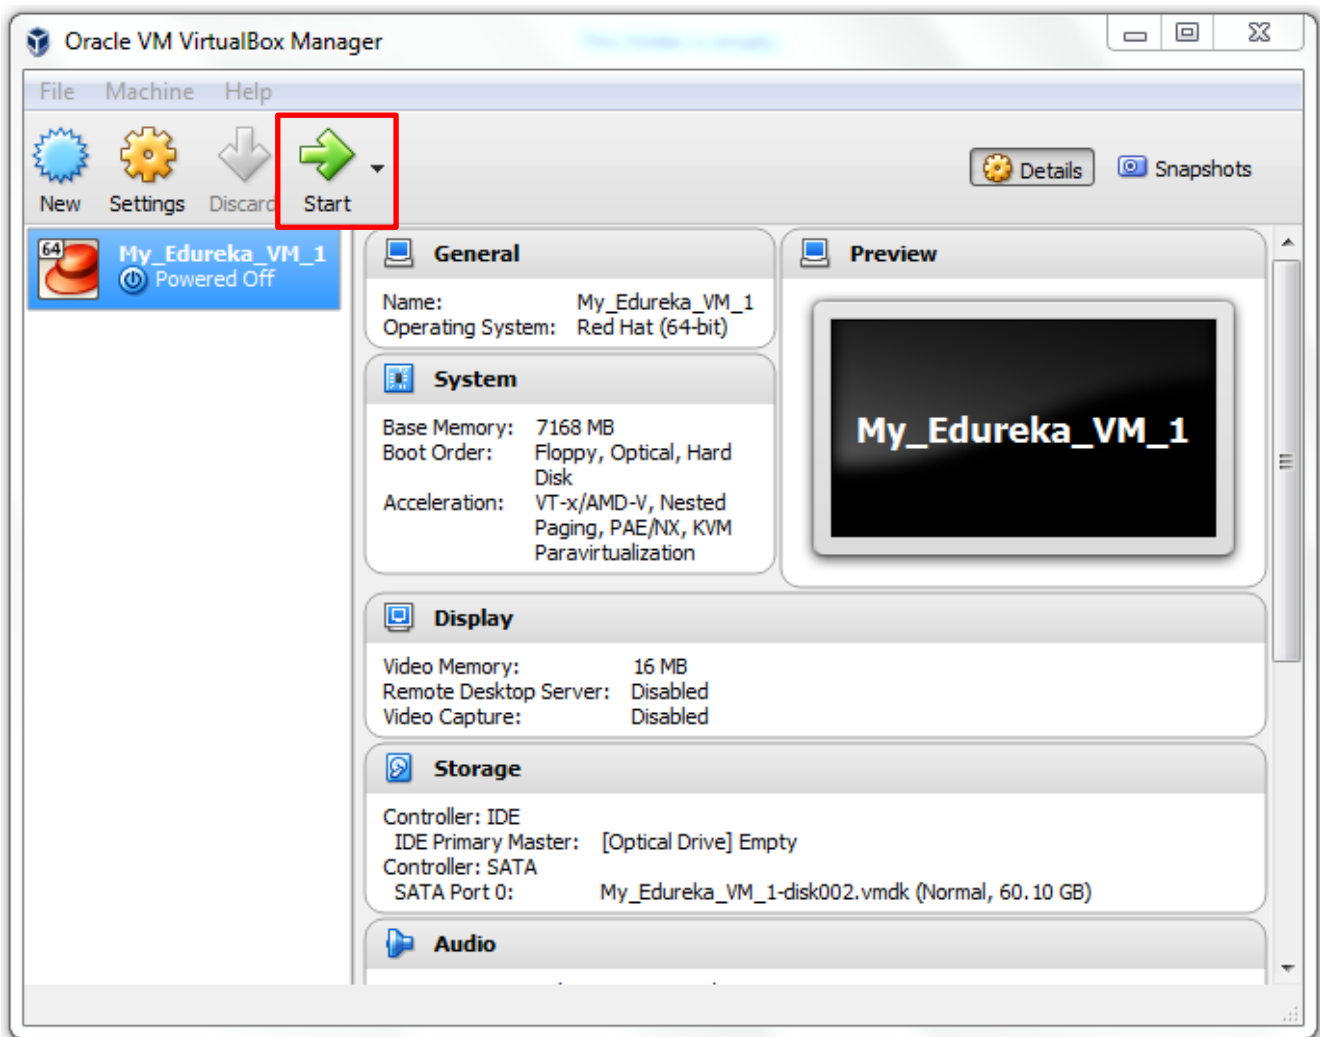 Oracle VM VirtualBox Manager
File Machine Help
New Settings Discard Start
Details Snapshots
64
My_Edureka_VM_1
Powered Off
General
Name: My_Edureka_VM_1
Operating System: Red Hat (64-bit)
Preview
My_Edureka_VM_1
System
Base Memory: 7168 MB
Boot Order: Floppy, Optical, Hard
Disk
Acceleration: VT-x/AMD-V, Nested
Paging, PAE/NX, KVM
Paravirtualization
Display
Video Memory: 16 MB
Remote Desktop Server: Disabled
Video Capture: Disabled
Storage
Controller: IDE
IDE Primary Master: [Optical Drive] Empty
Controller: SATA
SATA Port 0: My_Edureka_VM_1-disk002.vmdk (Normal, 60.10 GB)
Audio